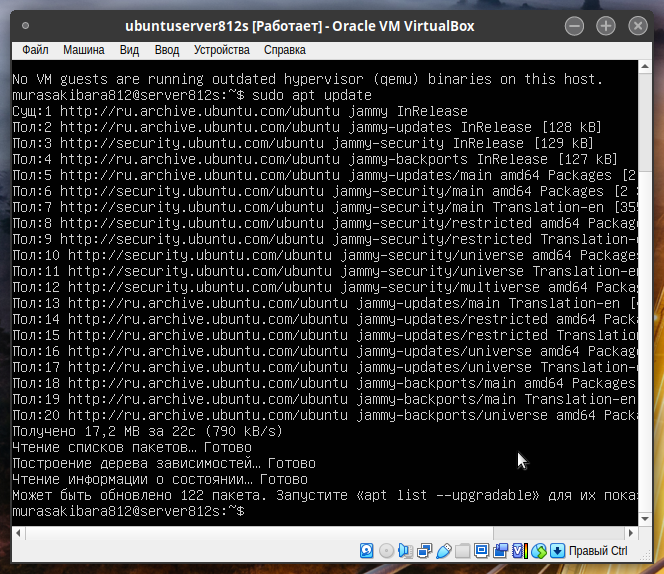 ubuntuserver812s [Работает] - Oracle VM VirtualBox
Файл Машина Вид Ввод Устройства Справка
No VM guests are running outdated hypervisor (qemu) binaries on this host.
murasakibara812@server812s:~$ sudo apt update
Сущ:1 http://ru.archive.ubuntu.com/ubuntu jammy InRelease
Пол:2 http://ru.archive.ubuntu.com/ubuntu jammy-updates InRelease [128 kB]
Пол:3 http://security.ubuntu.com/ubuntu jammy-security InRelease [129 kB]
Пол:4 http://ru.archive.ubuntu.com/ubuntu jammy-backports InRelease [127 kB]
Пол:5 http://ru.archive.ubuntu.com/ubuntu jammy-updates/main amd64 Packages [2
Пол:6 http://security.ubuntu.com/ubuntu jammy-security/main amd64 Packages [2
Пол:7 http://security.ubuntu.com/ubuntu jammy-security/main Translation-en [355
Пол:8 http://security.ubuntu.com/ubuntu jammy-security/restricted amd64 Packag
Пол:9 http://security.ubuntu.com/ubuntu jammy-security/restricted Translation-
Пол:10 http://security.ubuntu.com/ubuntu jammy-security/universe amd64 Packages
Пол:11 http://security.ubuntu.com/ubuntu jammy-security/universe Translation-en
Пол:12 http://security.ubuntu.com/ubuntu jammy-security/multiverse amd64 Packag
Пол:13 http://ru.archive.ubuntu.com/ubuntu jammy-updates/main Translation-en [
Пол:14 http://ru.archive.ubuntu.com/ubuntu jammy-updates/restricted amd64 Packa
Пол:15 http://ru.archive.ubuntu.com/ubuntu jammy-updates/restricted Translation
Пол:16 http://ru.archive.ubuntu.com/ubuntu jammy-updates/universe amd64 Package
Пол:17 http://ru.archive.ubuntu.com/ubuntu jammy-updates/universe Translation-e
Пол:18 http://ru.archive.ubuntu.com/ubuntu jammy-backports/main amd64 Packages
Пол:19 http://ru.archive.ubuntu.com/ubuntu jammy-backports/main Translation-en
Пол:20 http://ru.archive.ubuntu.com/ubuntu jammy-backports/universe amd64 Packa
Получено 17,2 MB за 22с (790 kB/s)
Чтение списков пакетов… Готово
Построение дерева зависимостей… Готово
Чтение информации о состоянии… Готово
Может быть обновлено 122 пакета. Запустите «apt list --upgradable» для их пока
murasakibara812@server812s:~$
Правый Ctrl